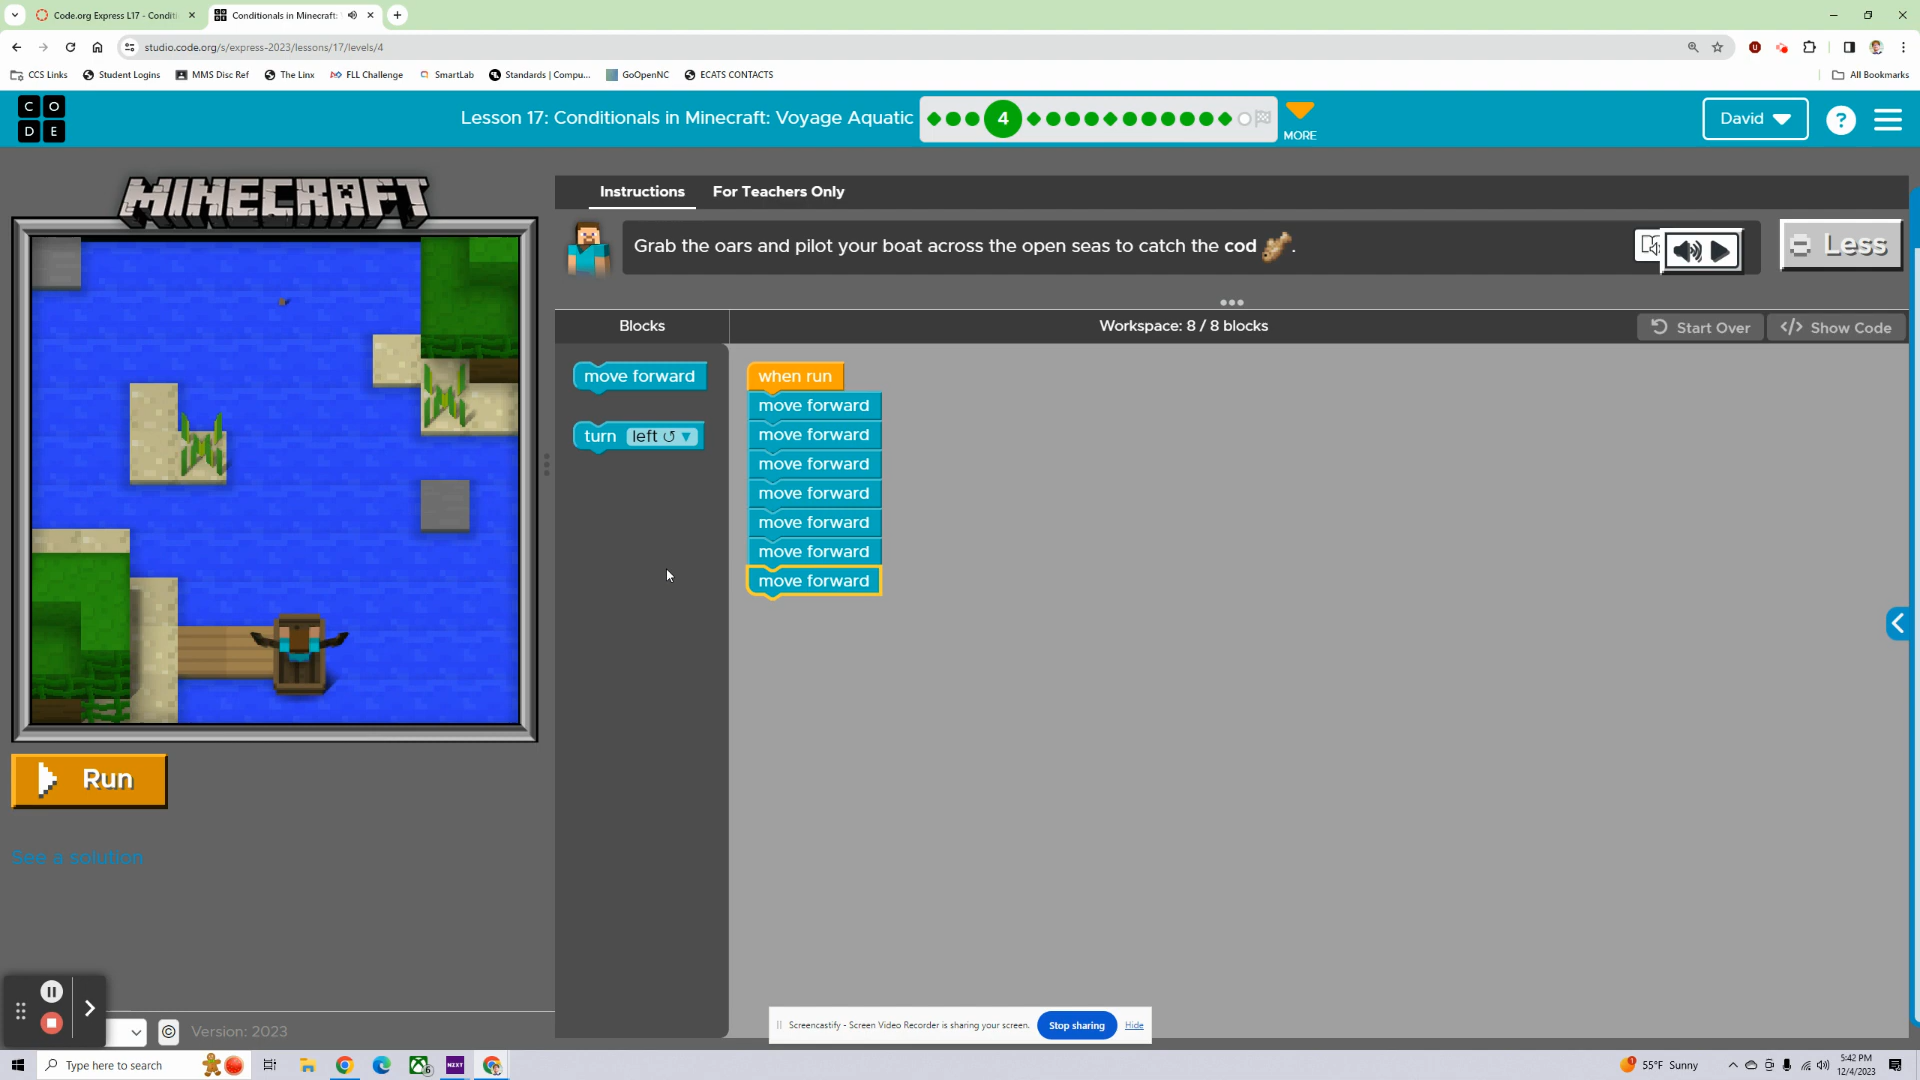 Code.org Express L17 - Conditi
Conditionals in Minecraft:
studio.code.org/s/express-2023/lessons/17/levels/4
CCS Links
Student Logins
MMS Disc Ref
The Linx
FLL Challenge
SmartLab
Standards | Compu...
GoOpenNC
ECATS CONTACTS
All Bookmarks
C O
D E
Lesson 17: Conditionals in Minecraft: Voyage Aquatic
4
MORE
David
?
MINECRAFT
Instructions
For Teachers Only
Grab the oars and pilot your boat across the open seas to catch the cod .
Less
Blocks
Workspace: 8 / 8 blocks
Start Over
</> Show Code
move forward
turn left
when run
move forward
move forward
move forward
move forward
move forward
move forward
move forward
Run
See a solution
Version: 2023
Screencastify - Screen Video Recorder is sharing your screen.
Stop sharing
Hide
Type here to search
55°F Sunny
5:42 PM
12/4/2023